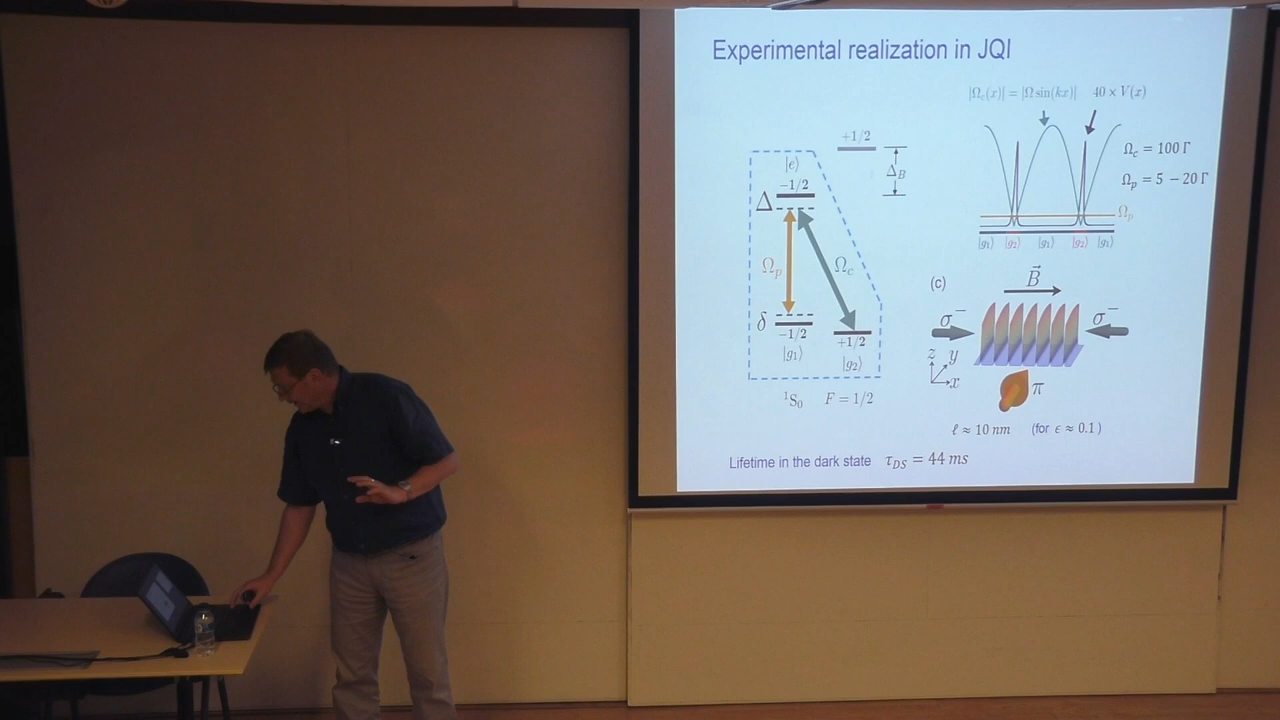 Experimental realization in JQI
|Ω_c(x)| = |Ω sin(kx)| 40 × V(x)
+1/2
Δ_B
|e⟩
−1/2
Δ
Ω_p
Ω_c
δ
−1/2
|g₁⟩
+1/2
|g₂⟩
¹S₀ F = 1/2
Ω_c = 100 Γ
Ω_p = 5 − 20 Γ
Ω_p
|g₁⟩ |g₂⟩ |g₁⟩ |g₂⟩ |g₁⟩
(c)
B⃗
σ⁻ σ⁻
z y
x
π
ℓ ≈ 10 nm (for ϵ ≈ 0.1 )
Lifetime in the dark state τ_DS = 44 ms